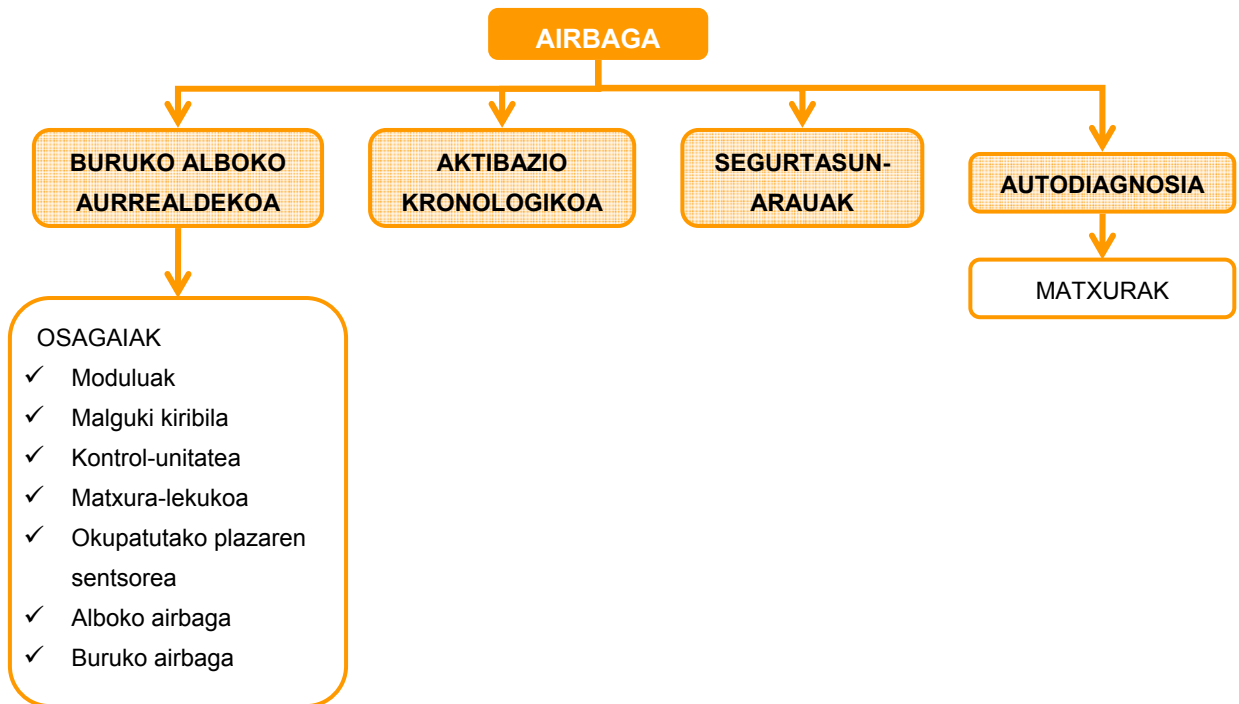 AIRBAGA
BURUKO ALBOKO
AURREALDEKOA
AKTIBAZIO
KRONOLOGIKOA
SEGURTASUN-
ARAUAK
AUTODIAGNOSIA
MATXURAK
OSAGAIAK
✓ Moduluak
✓ Malguki kiribila
✓ Kontrol-unitatea
✓ Matxura-lekukoa
✓ Okupatutako plazaren
sentsorea
✓ Alboko airbaga
✓ Buruko airbaga